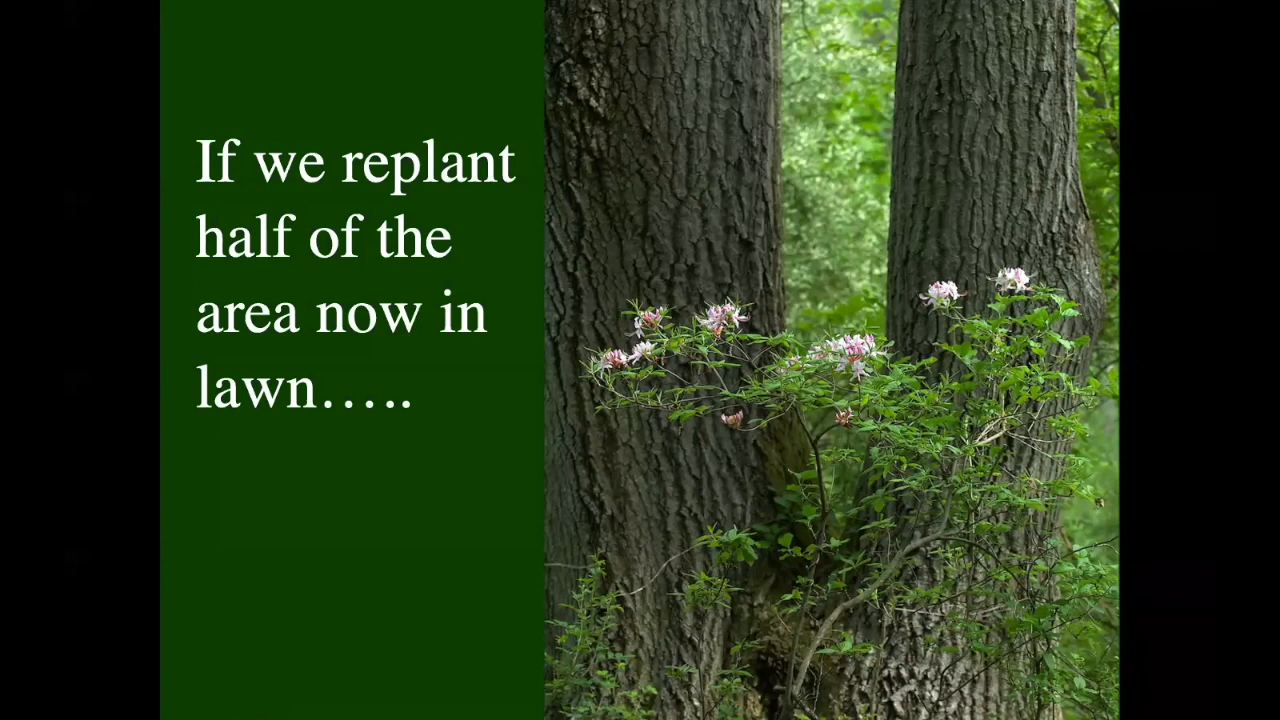 If we replant
half of the
area now in
lawn…..